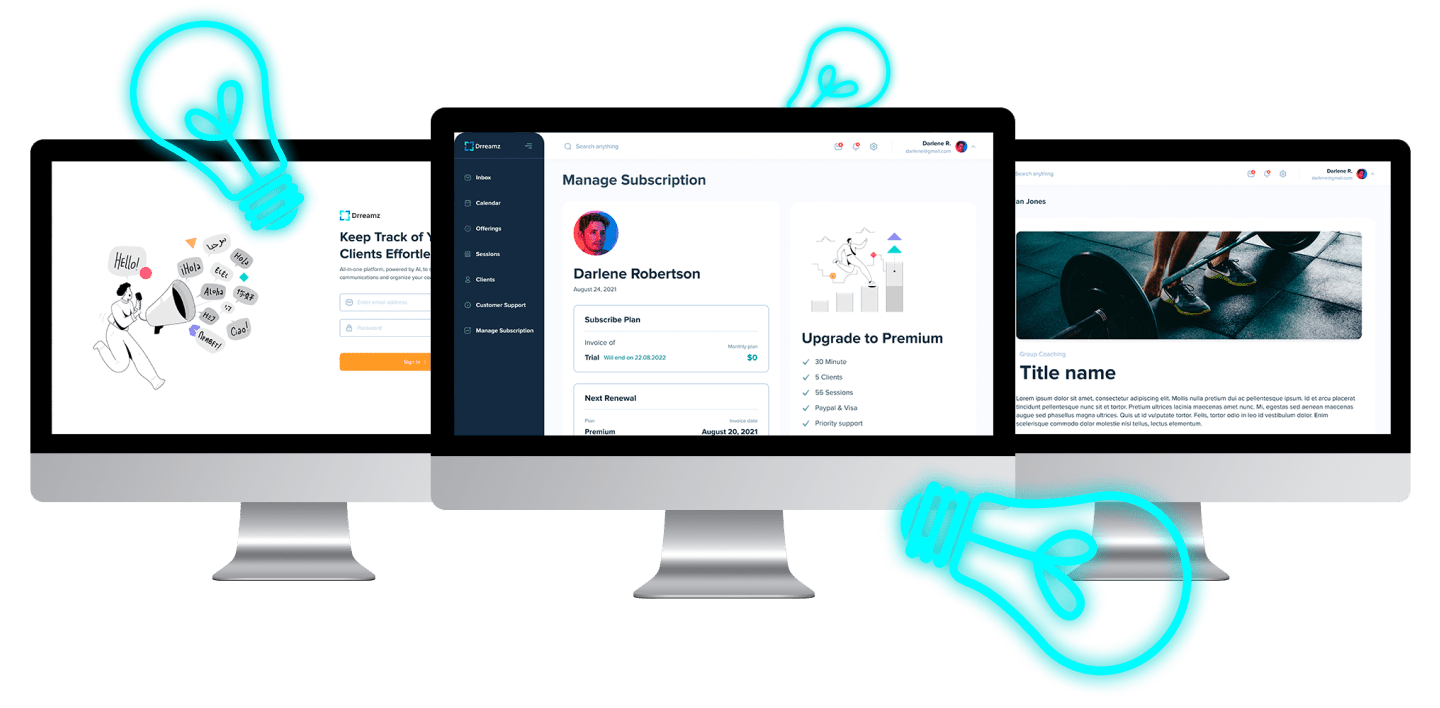 Drreamz
Keep Track of
Clients
All-in-one platform, powered by AI, to
communications and organize your
Enter email address
Password
Sign In
Hello!
¡Hola
Hola
Aloha
Ciao!
Привет!
مرحبا
Drreamz
Inbox
Calendar
Offerings
Sessions
Clients
Customer Support
Manage Subscription
Search anything
Darlene R.
darlene@gmail.com
Manage Subscription
Darlene Robertson
August 24, 2021
Subscribe Plan
Invoice of
Monthly plan
Trial Will end on 22.08.2022
$0
Next Renewal
Plan
Invoice date
Premium
August 20, 2021
Upgrade to Premium
30 Minute
5 Clients
56 Sessions
Paypal & Visa
Priority support
Search anything
Darlene R.
darlene@gmail.com
an Jones
Group Coaching
Title name
Lorem ipsum dolor sit amet, consectetur adipiscing elit. Mollis nulla pretium dui ac pellentesque ipsum. Id et arcu placerat
tincidunt pellentesque nunc sit et tortor. Pretium ultrices lacinia maecenas amet nunc. Mi, egestas sed aenean maecenas
augue sed phasellus magna ultrices. Quis ut id vulputate tortor. Fells, tortor odio in leo id vestibulum dolor. Enim
scelerisque commodo dolor molestie nisl tellus, lectus elementum.